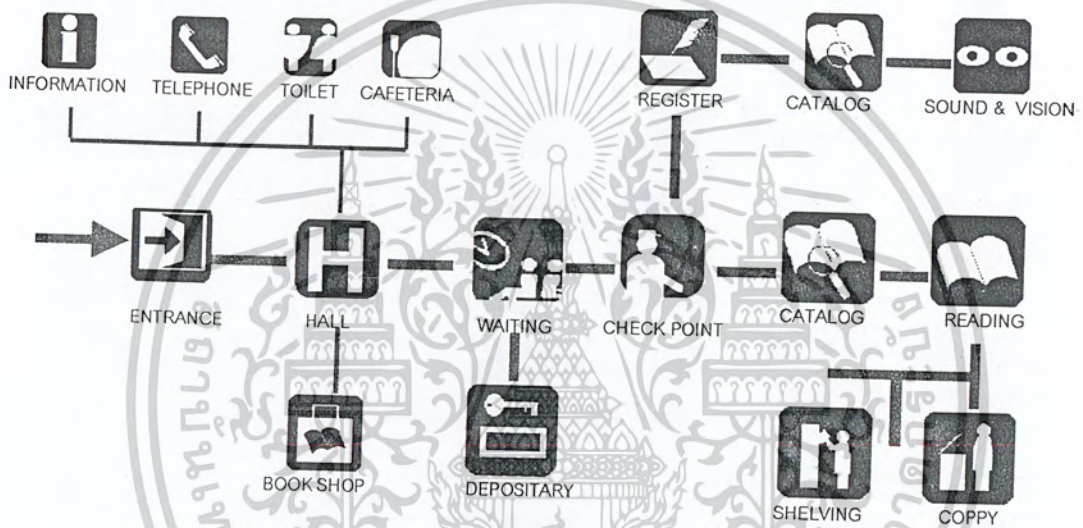 INFORMATION TELEPHONE TOILET CAFETERIA
REGISTER CATALOG SOUND & VISION
ENTRANCE HALL WAITING CHECK POINT CATALOG READING
BOOK SHOP DEPOSITARY SHELVING COPPY